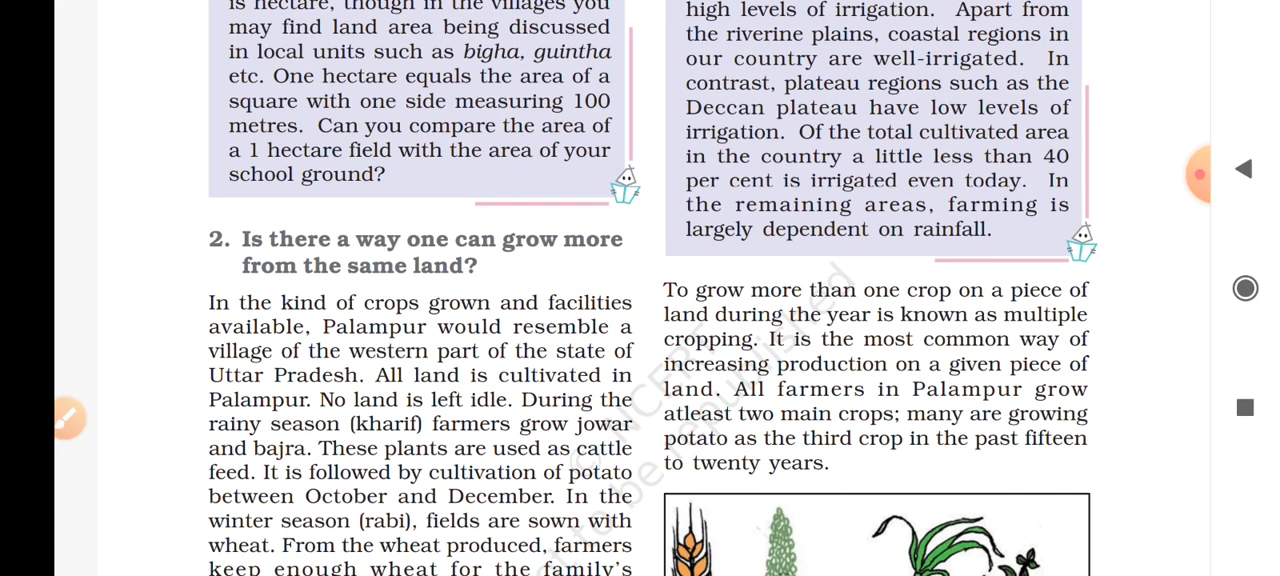 is hectare, though in the villages you
may find land area being discussed
in local units such as bigha, guintha
etc. One hectare equals the area of a
square with one side measuring 100
metres. Can you compare the area of
a 1 hectare field with the area of your
school ground?
2. Is there a way one can grow more
from the same land?
In the kind of crops grown and facilities
available, Palampur would resemble a
village of the western part of the state of
Uttar Pradesh. All land is cultivated in
Palampur. No land is left idle. During the
rainy season (kharif) farmers grow jowar
and bajra. These plants are used as cattle
feed. It is followed by cultivation of potato
between October and December. In the
winter season (rabi), fields are sown with
wheat. From the wheat produced, farmers
keep enough wheat for the family's
high levels of irrigation. Apart from
the riverine plains, coastal regions in
our country are well-irrigated. In
contrast, plateau regions such as the
Deccan plateau have low levels of
irrigation. Of the total cultivated area
in the country a little less than 40
per cent is irrigated even today. In
the remaining areas, farming is
largely dependent on rainfall.
To grow more than one crop on a piece of
land during the year is known as multiple
cropping. It is the most common way of
increasing production on a given piece of
land. All farmers in Palampur grow
atleast two main crops; many are growing
potato as the third crop in the past fifteen
to twenty years.
© NCERT
not to be republished